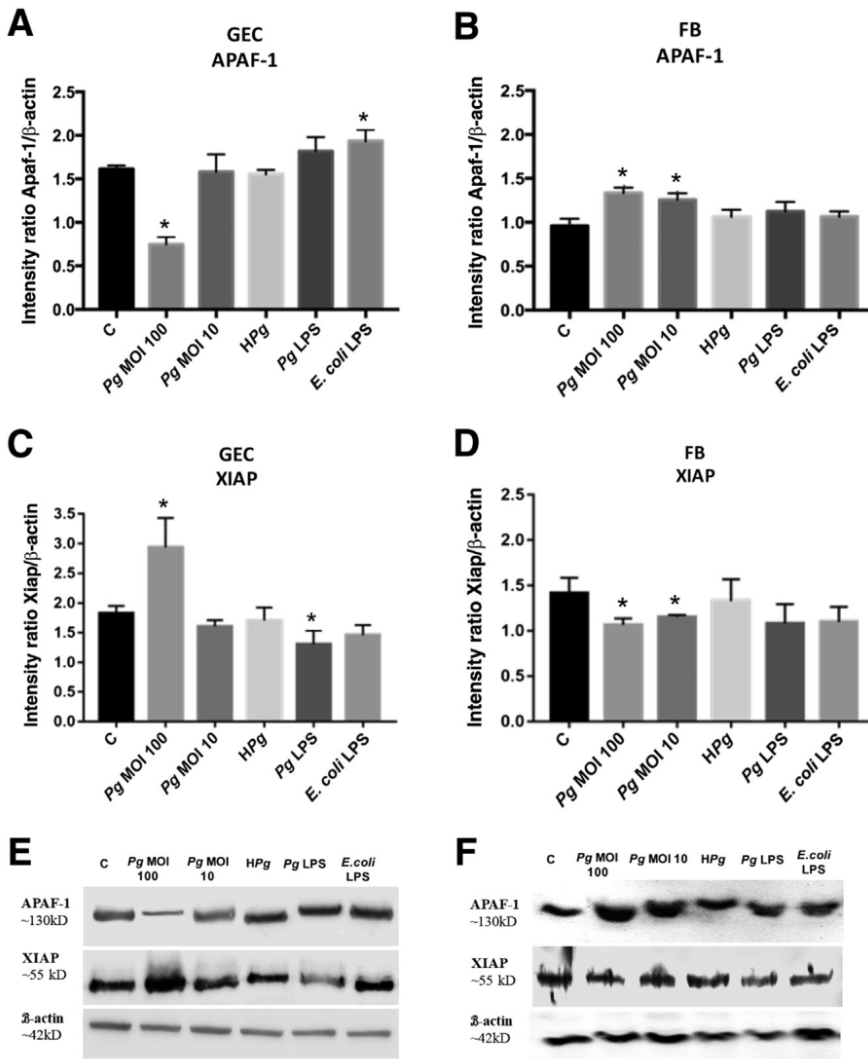 A
GEC
APAF-1
Intensity ratio Apaf-1/β-actin
2.5
2.0
1.5
1.0
0.5
0.0
*
*
C
Pg MOI 100
Pg MOI 10
HPg
Pg LPS
E. coli LPS
B
FB
APAF-1
Intensity ratio Apaf-1/β-actin
2.5
2.0
1.5
1.0
0.5
0.0
*
*
C
Pg MOI 100
Pg MOI 10
HPg
Pg LPS
E. coli LPS
C
GEC
XIAP
Intensity ratio Xiap/β-actin
3.5
3.0
2.5
2.0
1.5
1.0
0.5
0.0
*
*
C
Pg MOI 100
Pg MOI 10
HPg
Pg LPS
E. coli LPS
D
FB
XIAP
Intensity ratio Xiap/β-actin
2.5
2.0
1.5
1.0
0.5
0.0
*
*
C
Pg MOI 100
Pg MOI 10
HPg
Pg LPS
E. coli LPS
E
C
Pg MOI
100
Pg MOI
10
HPg
Pg LPS
E.coli
LPS
APAF-1
~130kD
XIAP
~55 kD
β-actin
~42kD
F
C
Pg MOI
100
Pg MOI 10
HPg
Pg LPS
E.coli
LPS
APAF-1
~130kD
XIAP
~55 kD
β-actin
~42kD